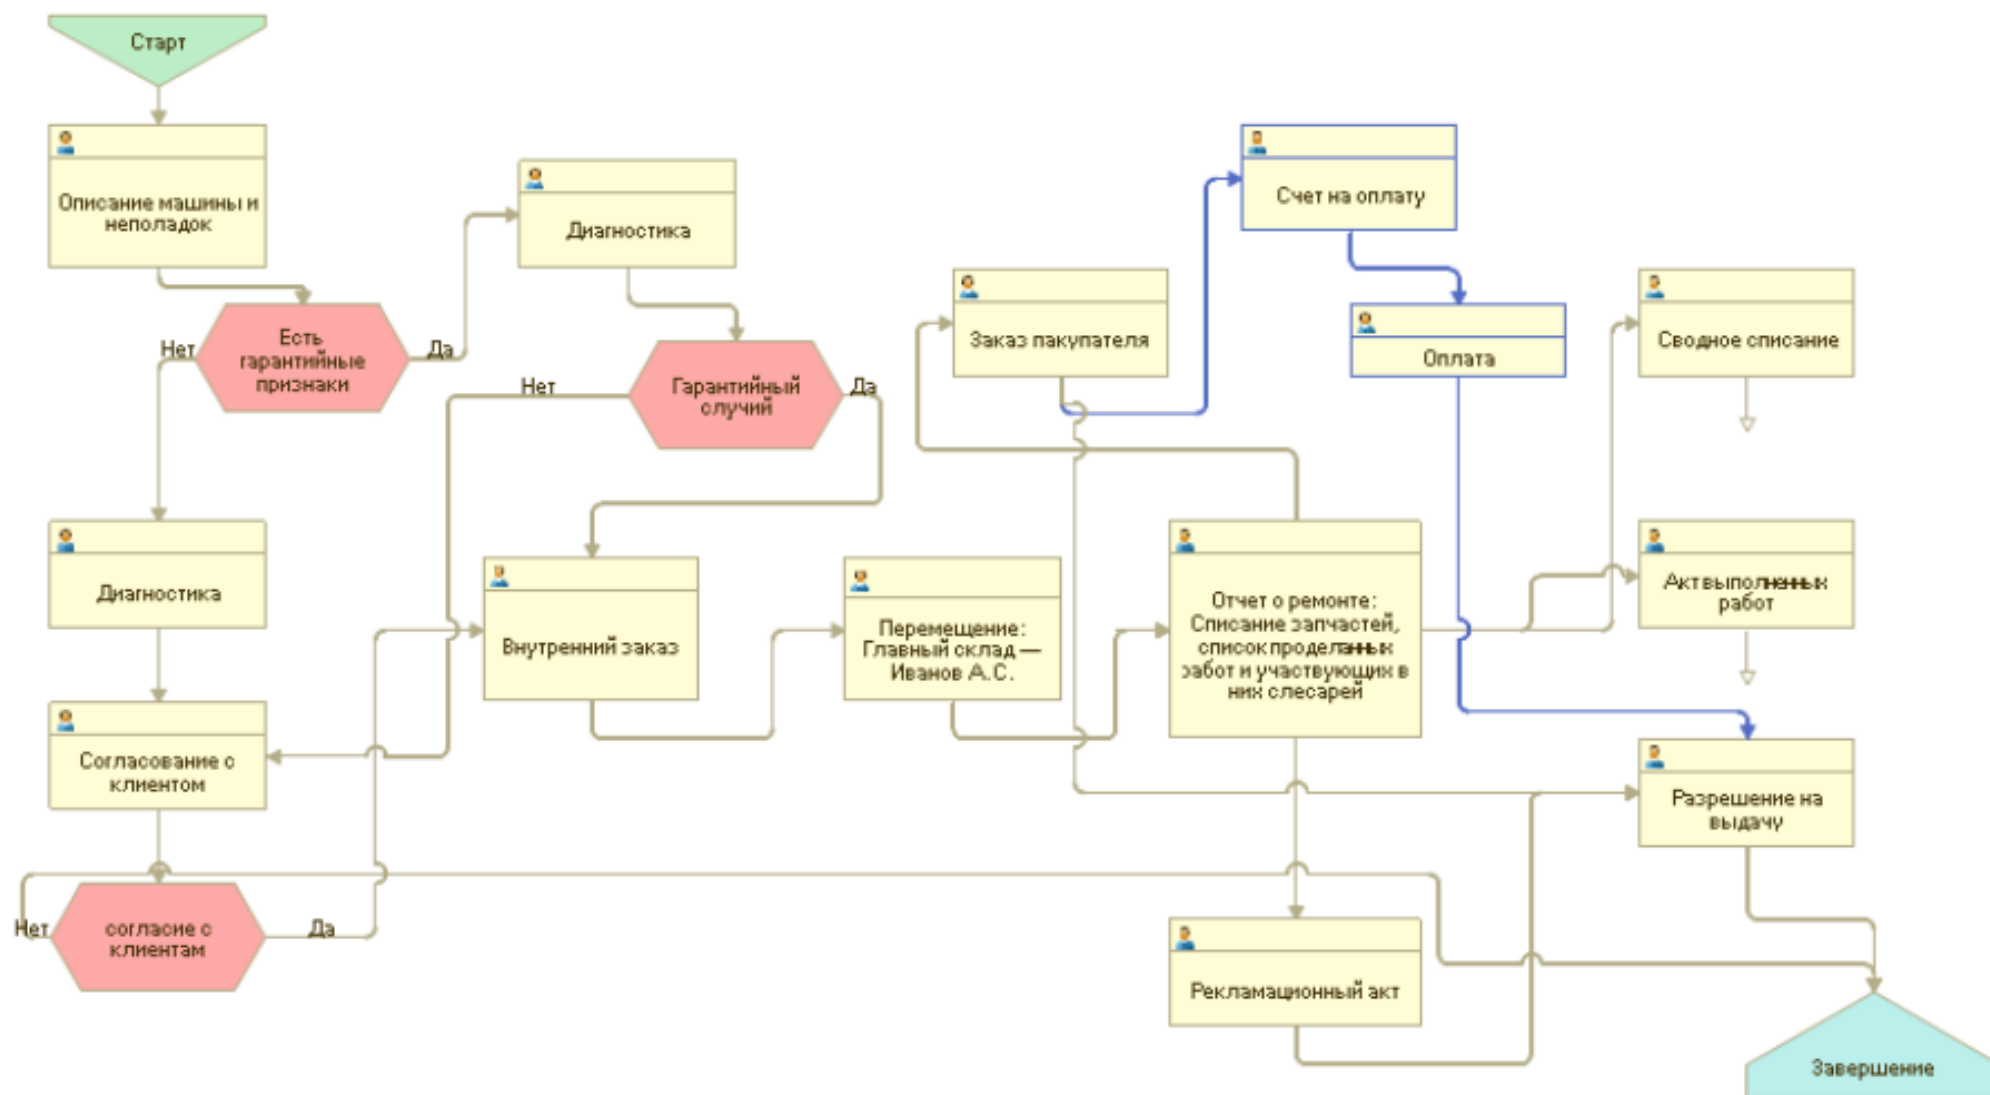 Старт
Описание машины и
неполадок
Есть
гарантийные
признаки
Нет
Да
Диагностика
Гарантийный
случий
Нет
Да
Заказ пакупателя
Счет на оплату
Оплата
Сводное списание
Диагностика
Внутренний заказ
Перемещение:
Главный склад —
Иванов А.С.
Отчет о ремонте:
Списание запчастей,
список проделанных
работ и участвующих в
них слесарей
Акт выполненных
работ
Согласование с
клиентом
Разрешение на
выдачу
Нет
согласие с
клиентам
Да
Рекламационный акт
Завершение